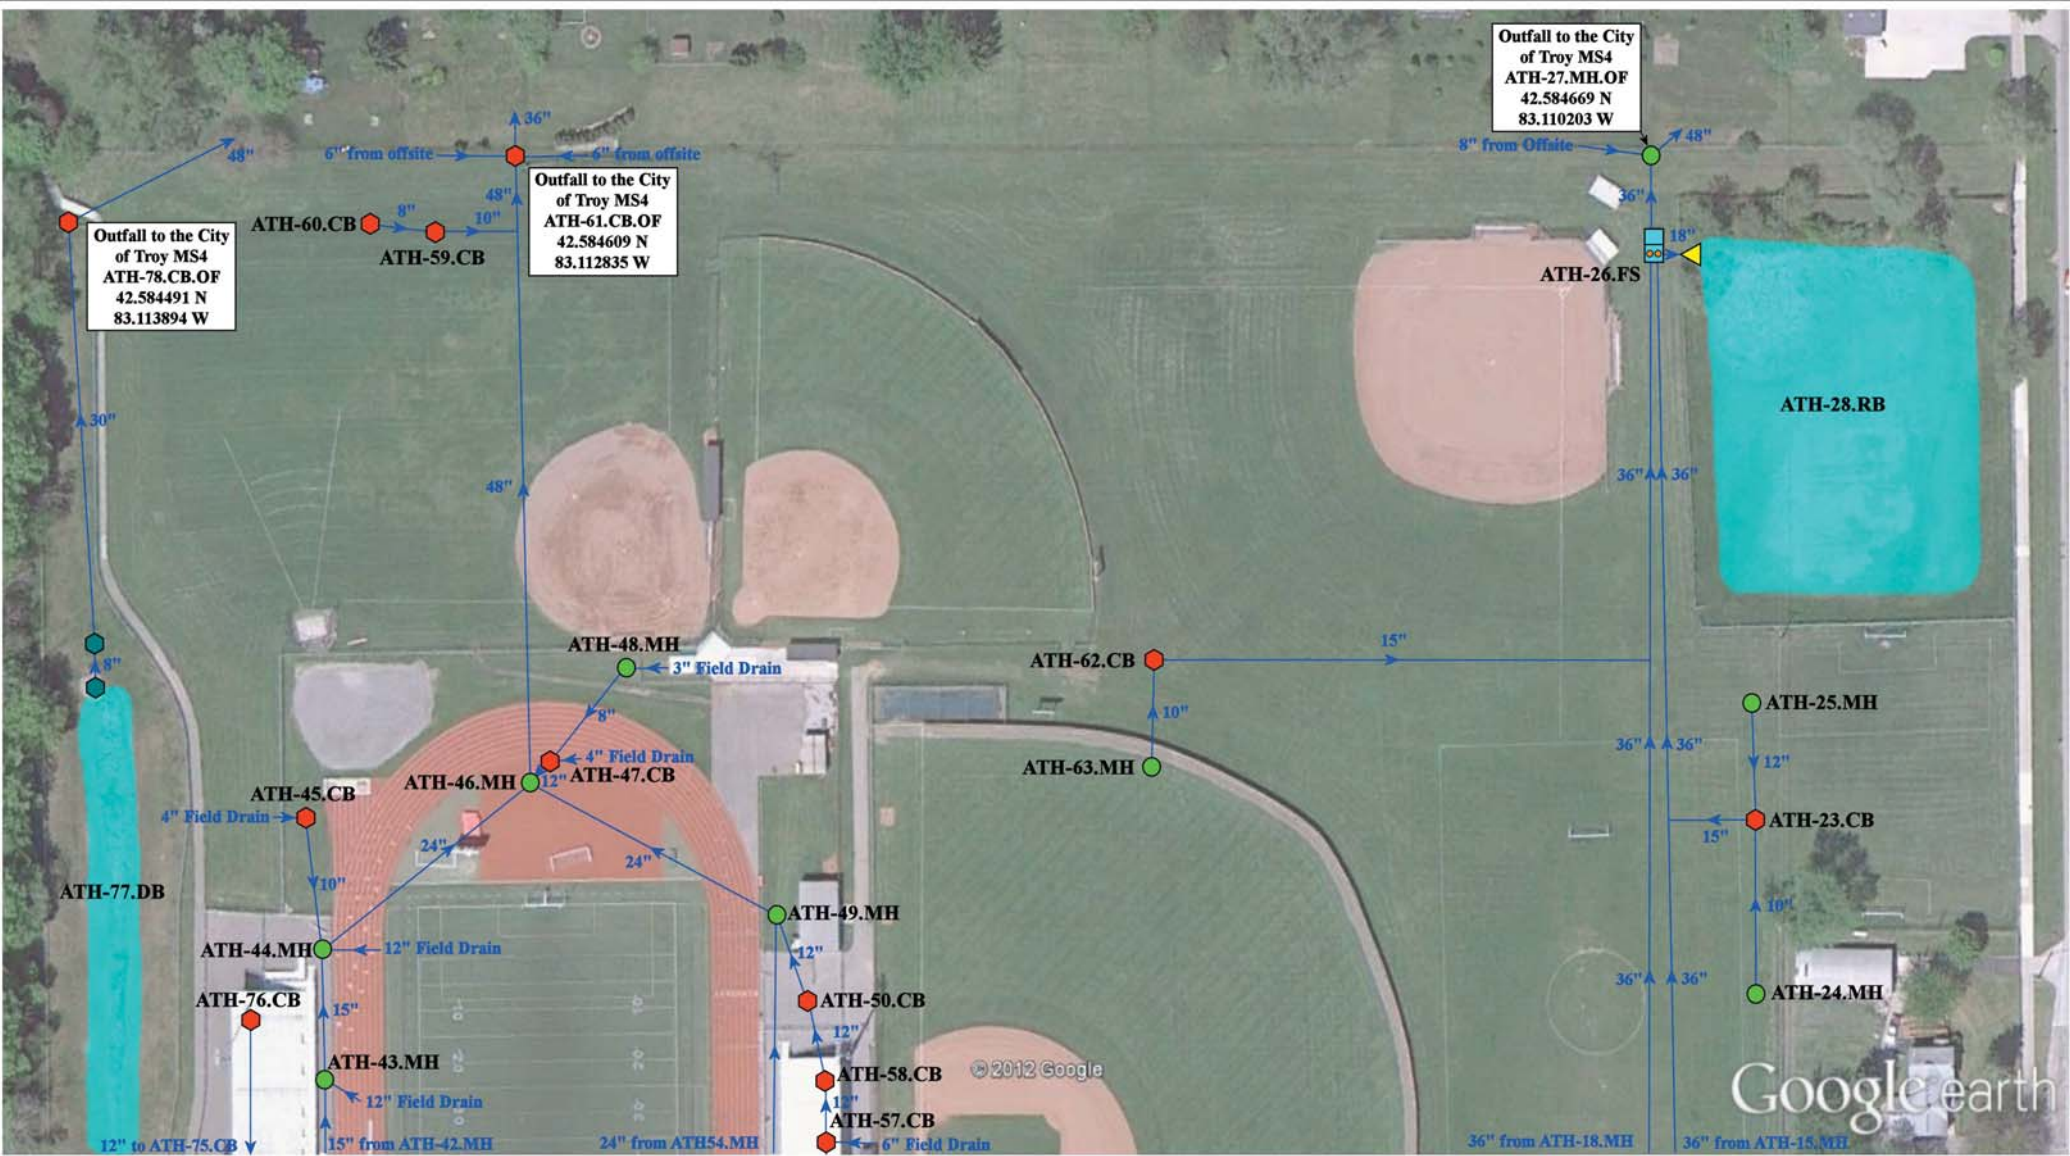 Outfall to the City
of Troy MS4
ATH-27.MH.OF
42.584669 N
83.110203 W
36"
48"
6" from offsite
6" from offsite
8" from Offsite
48"
Outfall to the City
of Troy MS4
ATH-61.CB.OF
42.584609 N
83.112835 W
48"
36"
ATH-60.CB
8"
10"
ATH-59.CB
Outfall to the City
of Troy MS4
ATH-78.CB.OF
42.584491 N
83.113894 W
18"
ATH-26.FS
ATH-28.RB
30"
48"
36"
36"
ATH-48.MH
3" Field Drain
8"
ATH-62.CB
15"
8"
10"
ATH-25.MH
4" Field Drain
ATH-47.CB
ATH-46.MH
12"
ATH-63.MH
36"
36"
12"
ATH-45.CB
4" Field Drain
24"
24"
ATH-23.CB
15"
10"
ATH-77.DB
10"
ATH-49.MH
ATH-44.MH
12" Field Drain
12"
36"
36"
ATH-76.CB
15"
ATH-50.CB
ATH-24.MH
12"
ATH-43.MH
12" Field Drain
ATH-58.CB
12"
ATH-57.CB
© 2012 Google
Google earth
12" to ATH-75.CB
15" from ATH-42.MH
24" from ATH54.MH
6" Field Drain
36" from ATH-18.MH
36" from ATH-15.MH